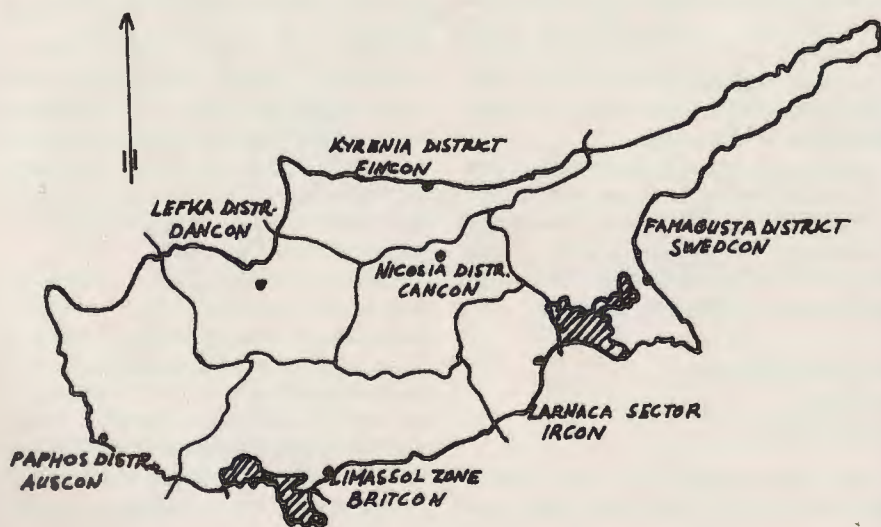 KYRENIA DISTRICT
FINCON
LEFKA DISTR.
DANCON
FAMAGUSTA DISTRICT
SWEDCON
NICOSIA DISTR.
CANCON
LARNACA SECTOR
IRCON
PAPHOS DISTR.
AUSCON
LIMASSOL ZONE
BRITCON